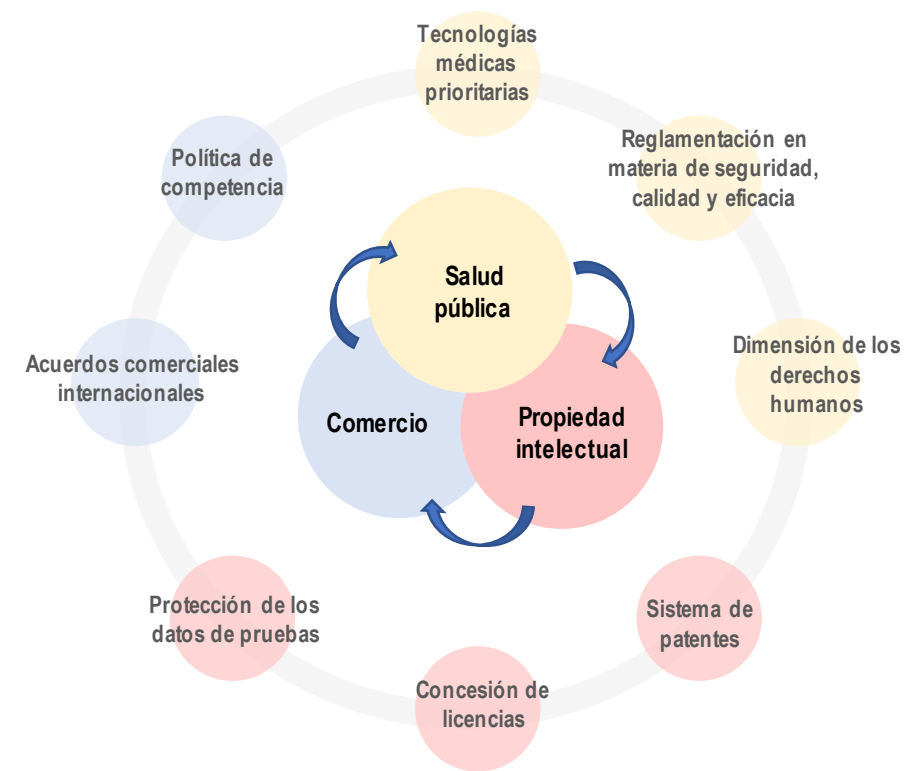 Tecnologías
médicas
prioritarias
Reglamentación en
materia de seguridad,
calidad y eficacia
Dimensión de los
derechos
humanos
Sistema de
patentes
Concesión de
licencias
Protección de los
datos de pruebas
Acuerdos comerciales
internacionales
Política de
competencia
Salud
pública
Propiedad
intelectual
Comercio